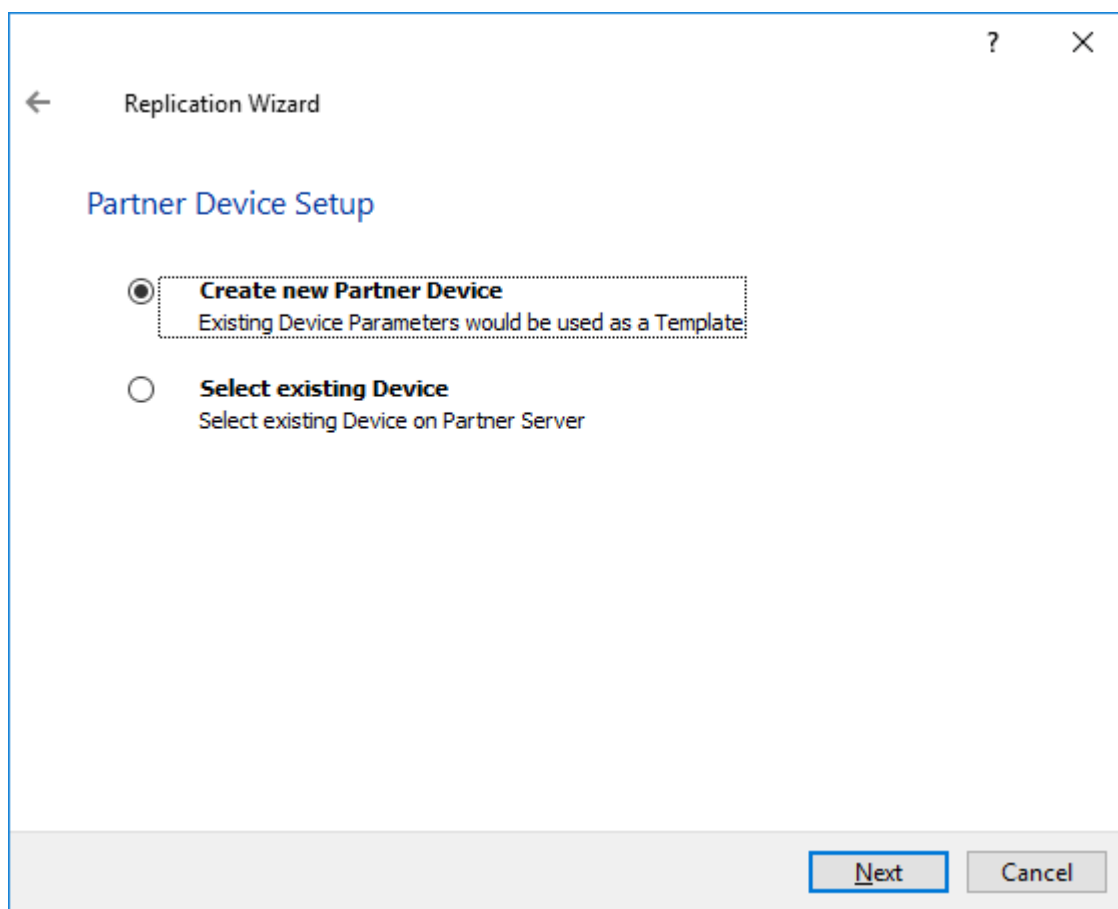 ?
Replication Wizard
Partner Device Setup
Create new Partner Device
Existing Device Parameters would be used as a Template
Select existing Device
Select existing Device on Partner Server
Next Cancel